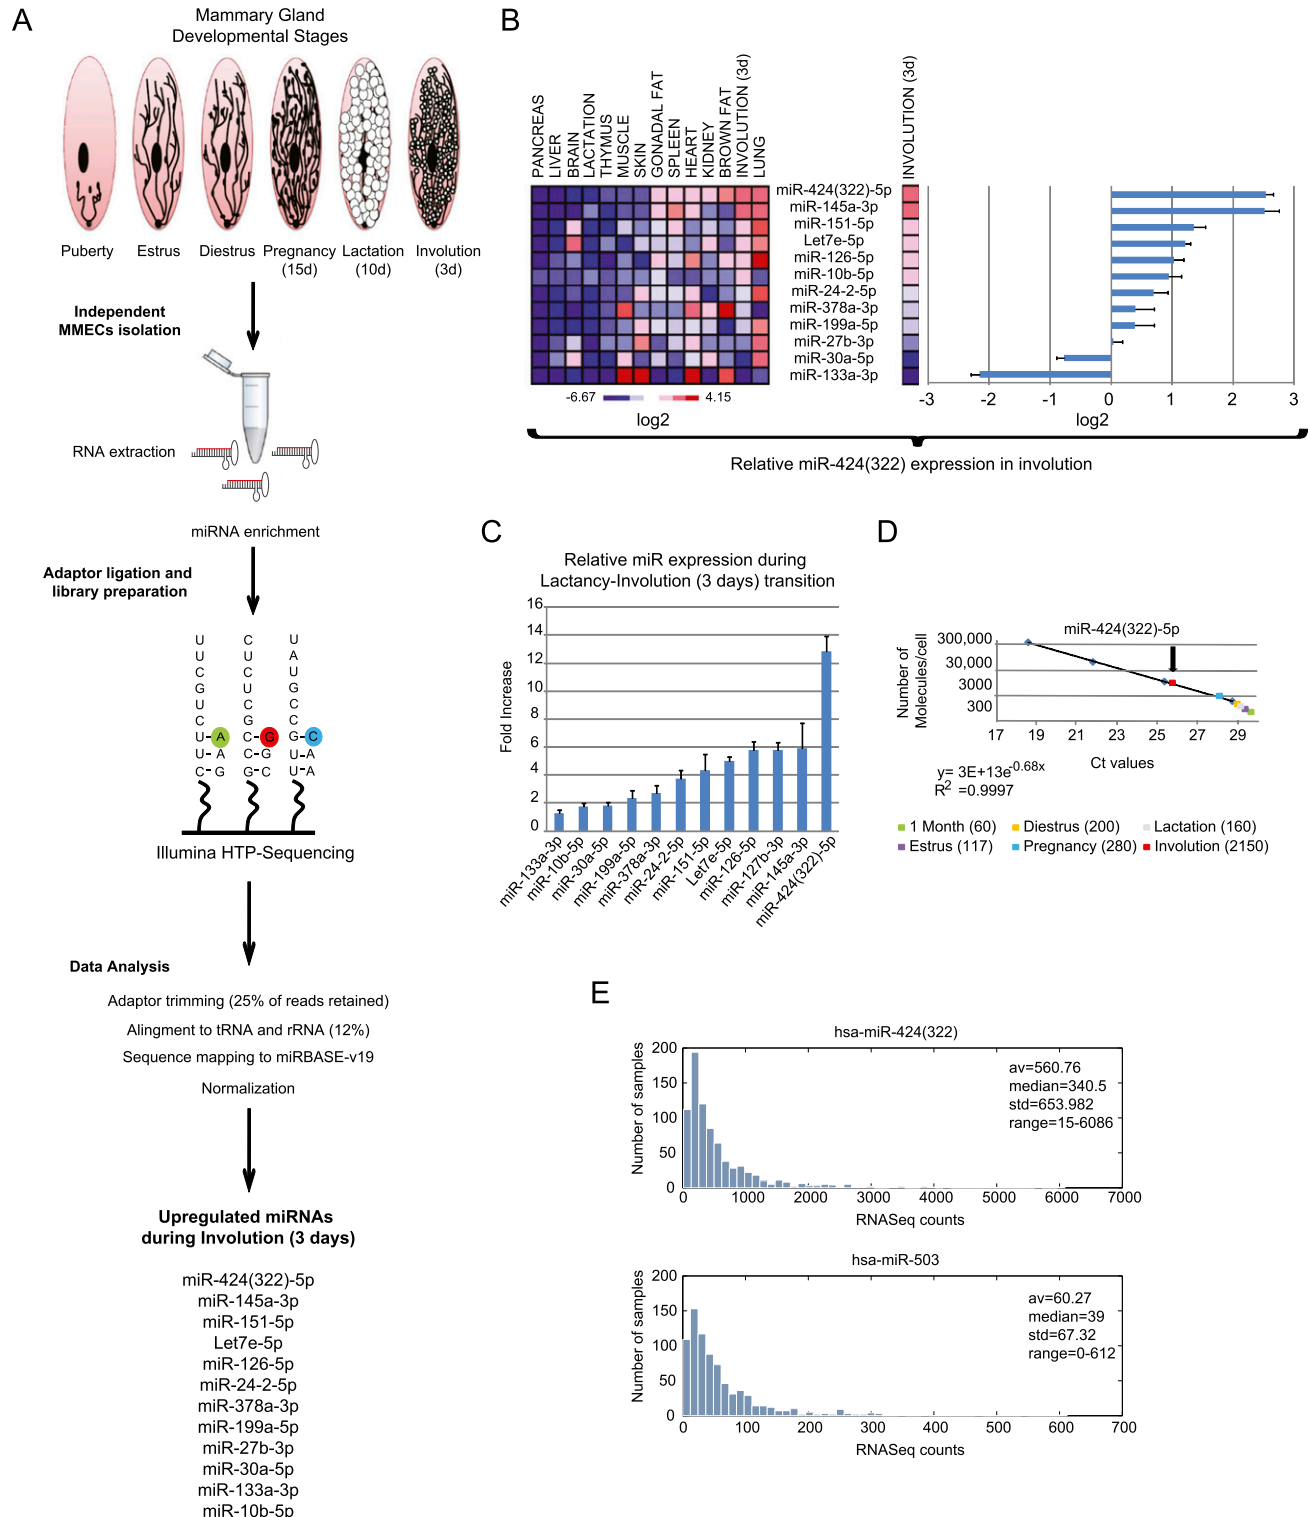 A
Mammary Gland
Developmental Stages
Puberty
Estrus
Diestrus
Pregnancy
(15d)
Lactation
(10d)
Involution
(3d)
Independent
MMECs isolation
RNA extraction
miRNA enrichment
Adaptor ligation and
library preparation
U C U
U U A
C C U
G U G
U C C
C G C
U C G
U-A C-G G-C
U-A C-G U-A
C-G G-C U-A
Illumina HTP-Sequencing
Data Analysis
Adaptor trimming (25% of reads retained)
Alingment to tRNA and rRNA (12%)
Sequence mapping to miRBASE-v19
Normalization
Upregulated miRNAs
during Involution (3 days)
miR-424(322)-5p
miR-145a-3p
miR-151-5p
Let7e-5p
miR-126-5p
miR-24-2-5p
miR-378a-3p
miR-199a-5p
miR-27b-3p
miR-30a-5p
miR-133a-3p
miR-10b-5p
B
PANCREAS
LIVER
BRAIN
LACTATION
THYMUS
MUSCLE
SKIN
GONADAL FAT
SPLEEN
HEART
KIDNEY
BROWN FAT
INVOLUTION (3d)
LUNG
INVOLUTION (3d)
miR-424(322)-5p
miR-145a-3p
miR-151-5p
Let7e-5p
miR-126-5p
miR-10b-5p
miR-24-2-5p
miR-378a-3p
miR-199a-5p
miR-27b-3p
miR-30a-5p
miR-133a-3p
-6.67 4.15
log2
-3 -2 -1 0 1 2 3
log2
Relative miR-424(322) expression in involution
C
Relative miR expression during
Lactancy-Involution (3 days) transition
Fold Increase
16
14
12
10
8
6
4
2
0
miR-133a-3p
miR-10b-5p
miR-30a-5p
miR-199a-5p
miR-378a-3p
miR-24-2-5p
miR-151-5p
Let7e-5p
miR-126-5p
miR-127b-3p
miR-145a-3p
miR-424(322)-5p
D
miR-424(322)-5p
Number of
Molecules/cell
300,000
30,000
3000
300
17 19 21 23 25 27 29
Ct values
y= 3E+13e-0.68x
R2 =0.9997
1 Month (60)
Diestrus (200)
Lactation (160)
Estrus (117)
Pregnancy (280)
Involution (2150)
E
hsa-miR-424(322)
Number of samples
200
150
100
50
0
av=560.76
median=340.5
std=653.982
range=15-6086
0 1000 2000 3000 4000 5000 6000 7000
RNASeq counts
hsa-miR-503
Number of samples
200
150
100
50
0
av=60.27
median=39
std=67.32
range=0-612
0 100 200 300 400 500 600 700
RNASeq counts